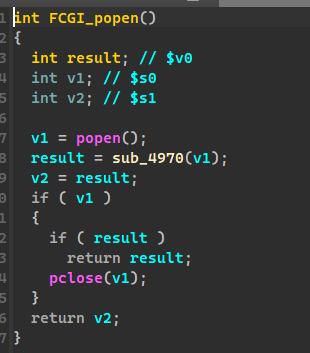 1 int FCGI_popen()
2 {
3   int result; // $v0
4   int v1; // $s0
5   int v2; // $s1
6
7   v1 = popen();
8   result = sub_4970(v1);
9   v2 = result;
0   if ( v1 )
1   {
2     if ( result )
3       return result;
4     pclose(v1);
5   }
6   return v2;
7 }